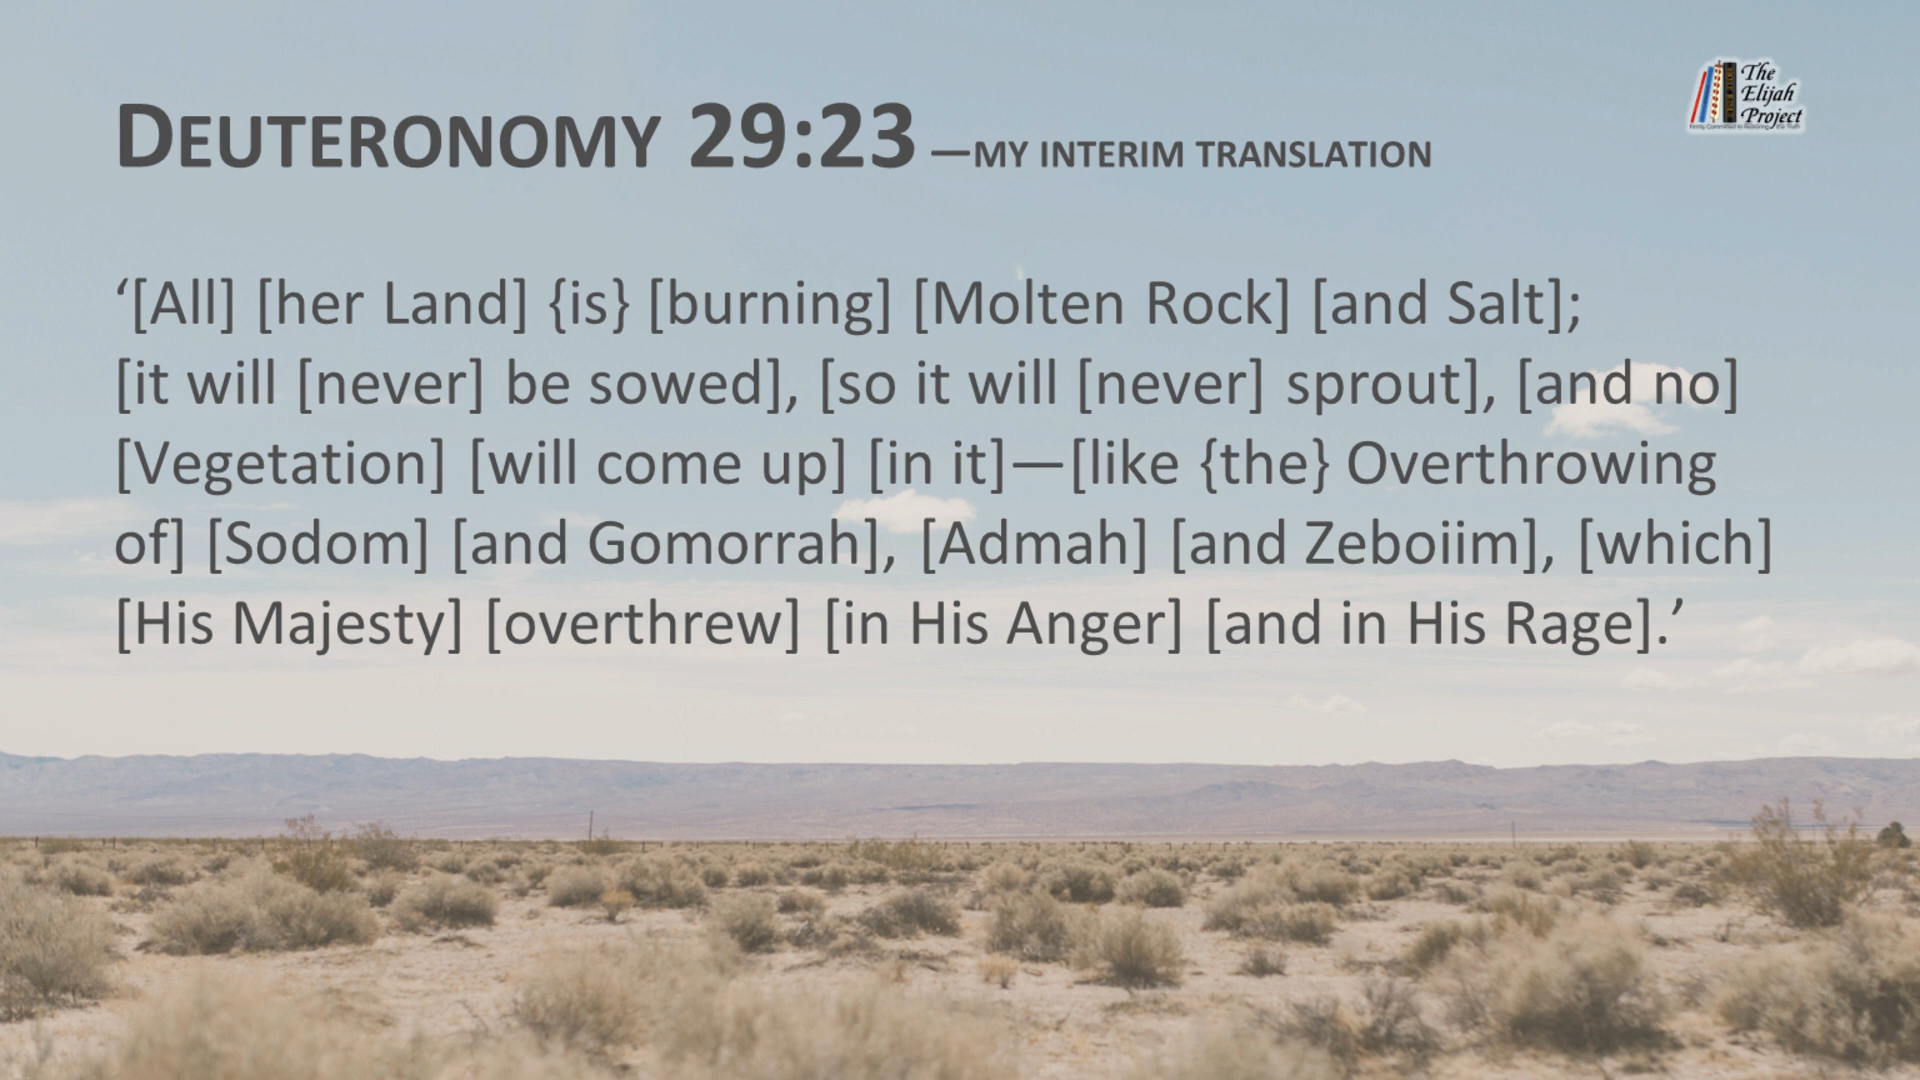 DEUTERONOMY 29:23 —MY INTERIM TRANSLATION
The
Elijah
Project
‘[All] [her Land] {is} [burning] [Molten Rock] [and Salt];
[it will [never] be sowed], [so it will [never] sprout], [and no]
[Vegetation] [will come up] [in it]—[like {the} Overthrowing
of] [Sodom] [and Gomorrah], [Admah] [and Zeboiim], [which]
[His Majesty] [overthrew] [in His Anger] [and in His Rage].’